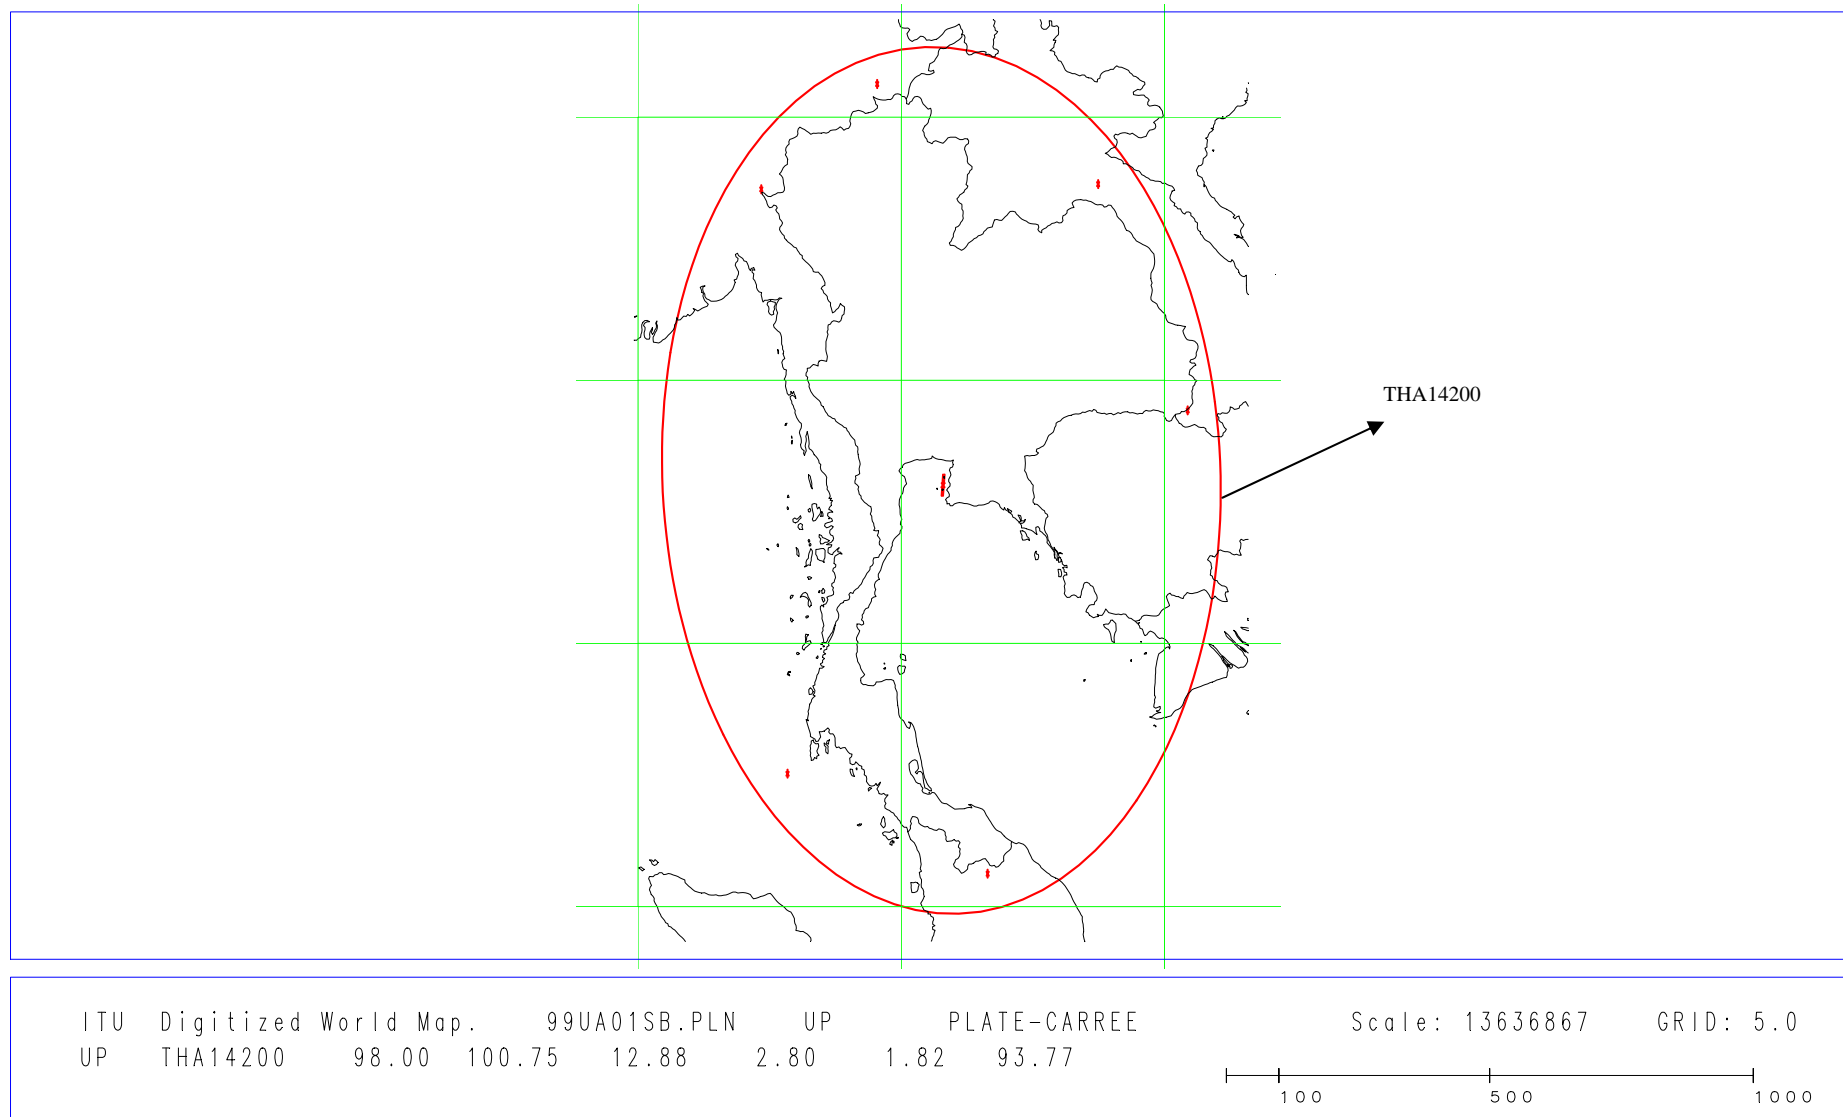 THA14200
ITU Digitized World Map. 99UA01SB.PLN UP PLATE-CARREE Scale: 13636867 GRID: 5.0
UP THA14200 98.00 100.75 12.88 2.80 1.82 93.77
100 500 1000